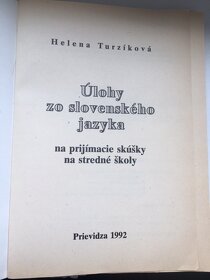 Helena Turzíková
Úlohy
zo slovenského
jazyka
na prijímacie skúšky
na stredné školy
Prievidza 1992